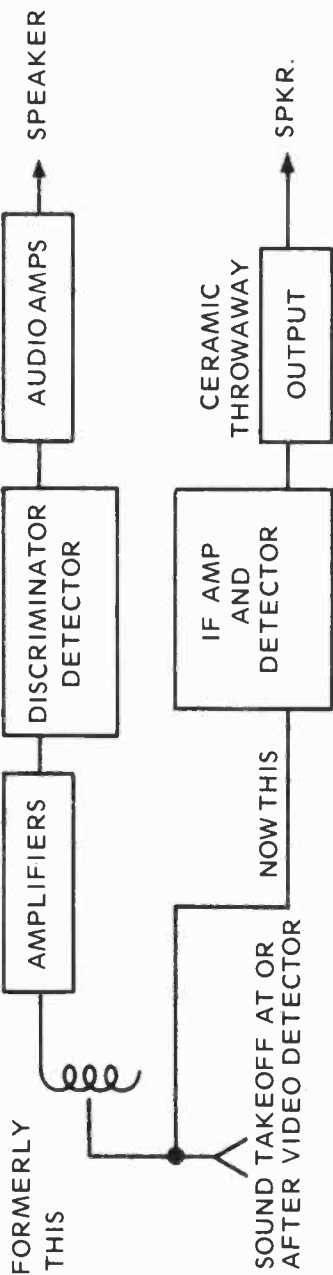 FORMERLY
THIS
AMPLIFIERS
DISCRIMINATOR
DETECTOR
AUDIO AMPS
SPEAKER
SOUND TAKEOFF AT OR
AFTER VIDEO DETECTOR
NOW THIS
IF AMP
AND
DETECTOR
CERAMIC
THROWAWAY
OUTPUT
SPKR.